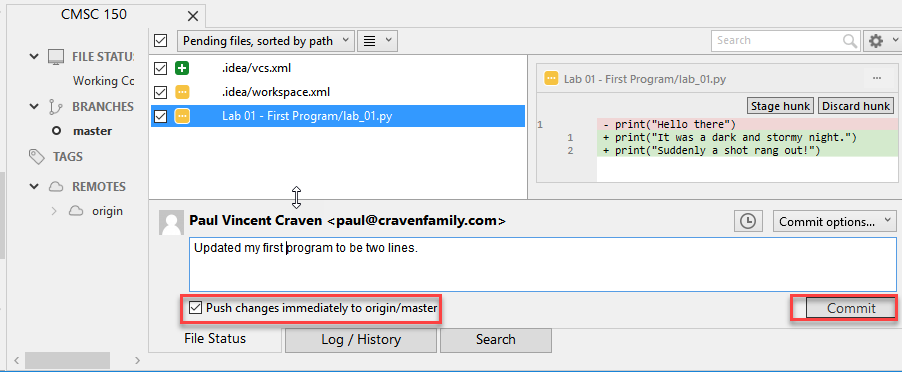 CMSC 150
FILE STATUS
Working Co
BRANCHES
master
TAGS
REMOTES
origin
Pending files, sorted by path
Search
.idea/vcs.xml
.idea/workspace.xml
Lab 01 - First Program/lab_01.py
Lab 01 - First Program/lab_01.py
Stage hunk Discard hunk
1 - print("Hello there")
1 + print("It was a dark and stormy night.")
2 + print("Suddenly a shot rang out!")
Paul Vincent Craven <paul@cravenfamily.com>
Commit options...
Updated my first program to be two lines.
Push changes immediately to origin/master
Commit
File Status
Log / History
Search